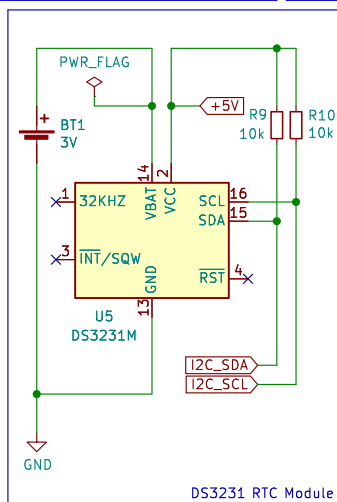 PWR_FLAG
+5V
R9
10k
R10
10k
BT1
3V
14
2
VBAT
VCC
1
32KHZ
SCL
16
SDA
15
3
INT/SQW
RST
4
GND
13
U5
DS3231M
I2C_SDA
I2C_SCL
GND
DS3231 RTC Module